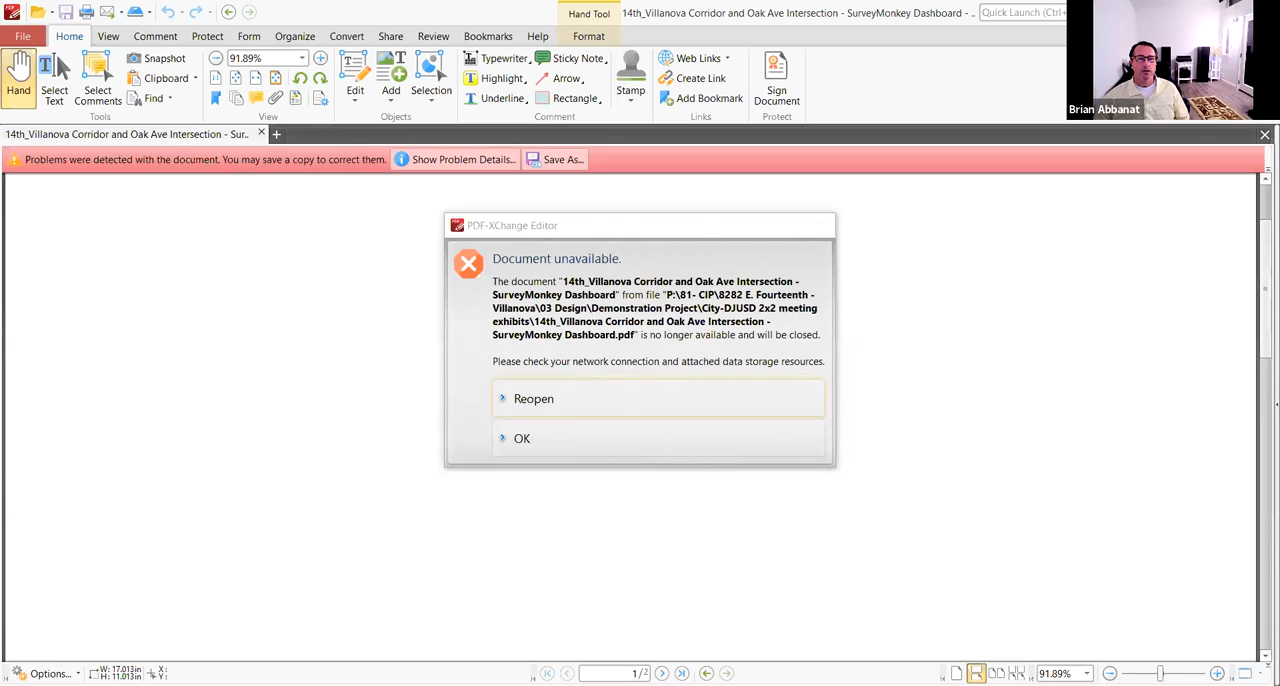 Hand Tool
14th_Villanova Corridor and Oak Ave Intersection - SurveyMonkey Dashboard - ...
Quick Launch (Ctrl+
File Home View Comment Protect Form Organize Convert Share Review Bookmarks Help Format
Hand
Select Text
Select Comments
Snapshot
Clipboard
Find
Tools
91.89%
View
Edit
Add
Selection
Objects
Typewriter
Highlight
Underline
Sticky Note
Arrow
Rectangle
Stamp
Comment
Web Links
Create Link
Add Bookmark
Links
Sign Document
Protect
Brian Abbanat
14th_Villanova Corridor and Oak Ave Intersection - Sur..
Problems were detected with the document. You may save a copy to correct them.
Show Problem Details...
Save As...
PDF-XChange Editor
Document unavailable.
The document "14th_Villanova Corridor and Oak Ave Intersection -
SurveyMonkey Dashboard" from file "P:\81- CIP\8282 E. Fourteenth -
Villanova\03 Design\Demonstration Project\City-DJUSD 2x2 meeting
exhibits\14th_Villanova Corridor and Oak Ave Intersection -
SurveyMonkey Dashboard.pdf" is no longer available and will be closed.
Please check your network connection and attached data storage resources.
Reopen
OK
Options...
W: 17.013in
H: 11.013in
X:
Y:
1/2
91.89%